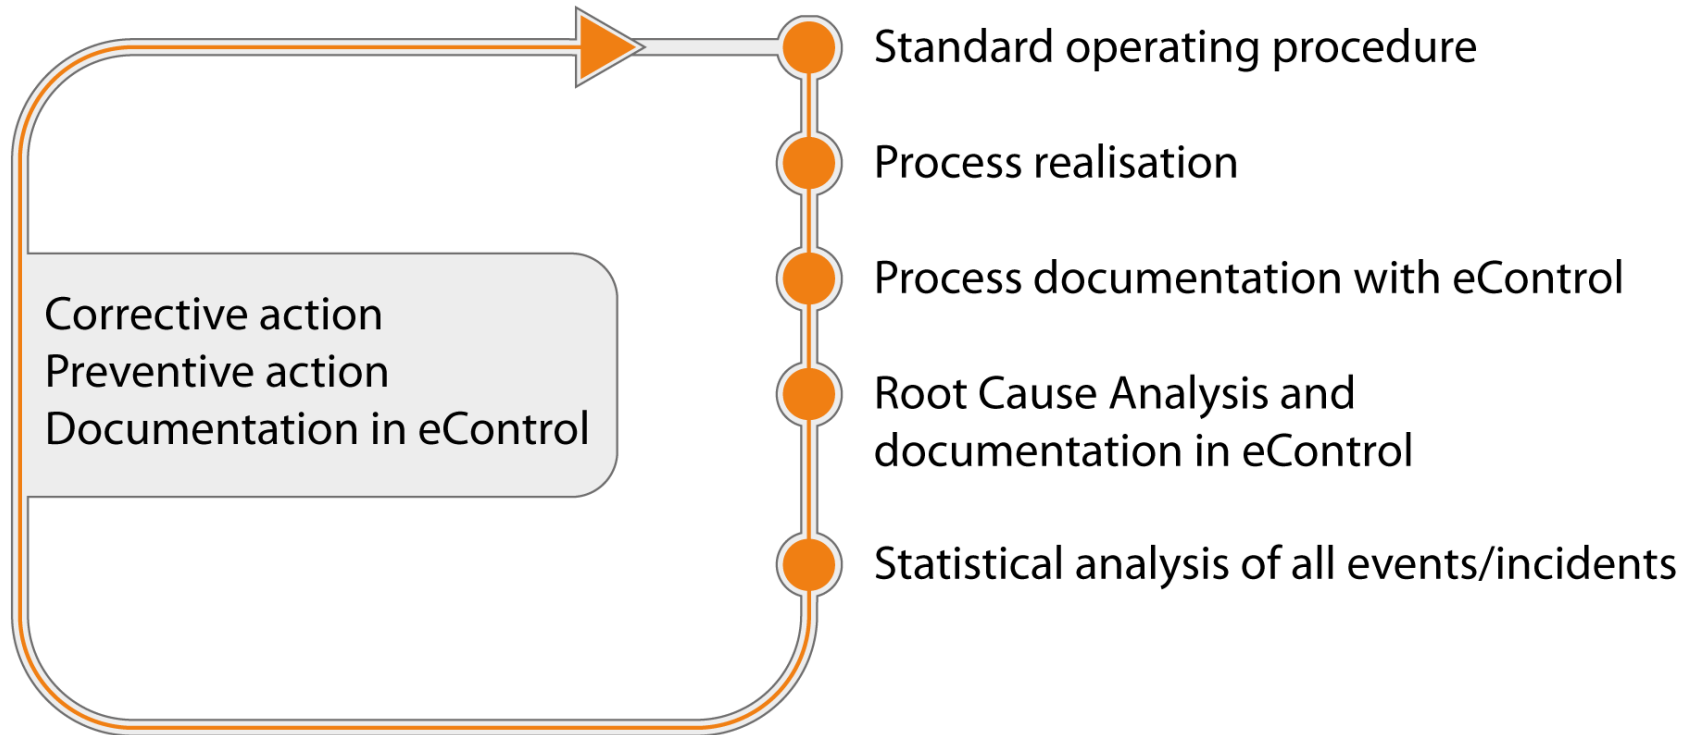 Standard operating procedure
Process realisation
Process documentation with eControl
Root Cause Analysis and
documentation in eControl
Statistical analysis of all events/incidents
Corrective action
Preventive action
Documentation in eControl